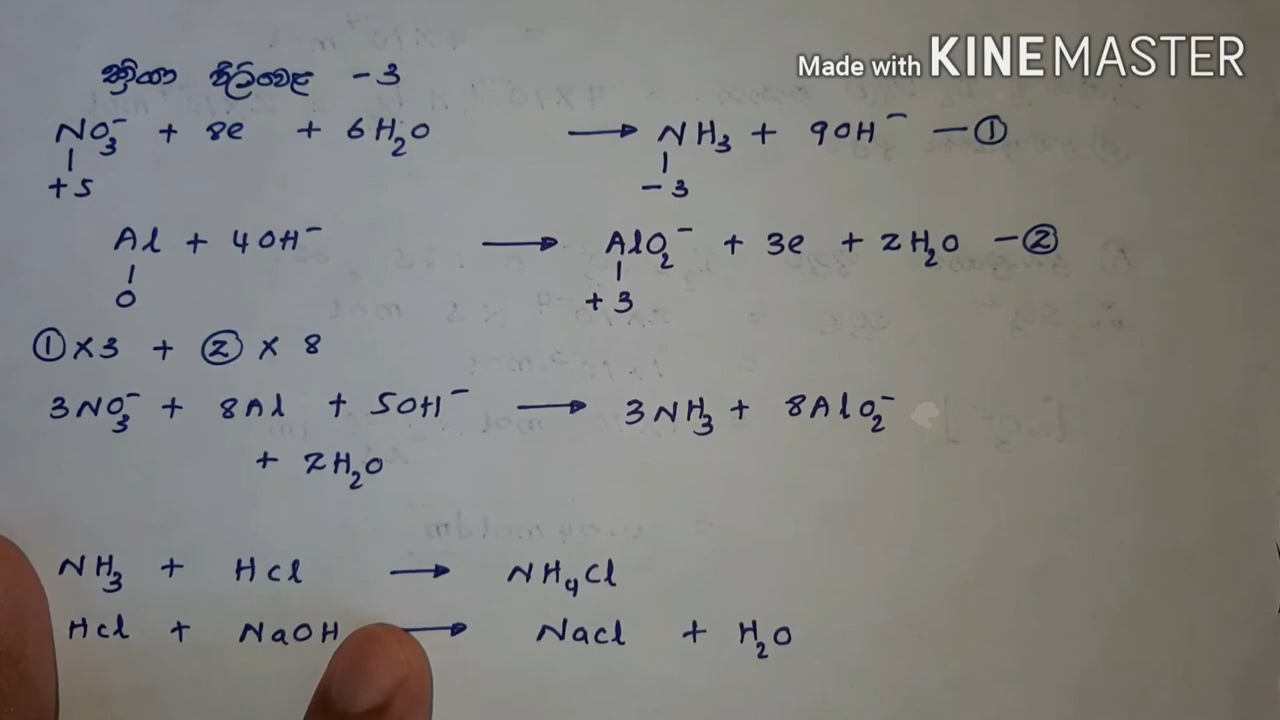 Made with KINEMASTER
ක්‍රියා පිලිවෙළ -3
NO₃⁻ + 8e + 6H₂O → NH₃ + 9OH⁻ —①
+5 -3
Al + 4OH⁻ → AlO₂⁻ + 3e + 2H₂O —②
0 +3
①×3 + ②×8
3NO₃⁻ + 8Al + 5OH⁻ → 3NH₃ + 8AlO₂⁻
+ 2H₂O
NH₃ + HCl → NH₄Cl
HCl + NaOH → NaCl + H₂O